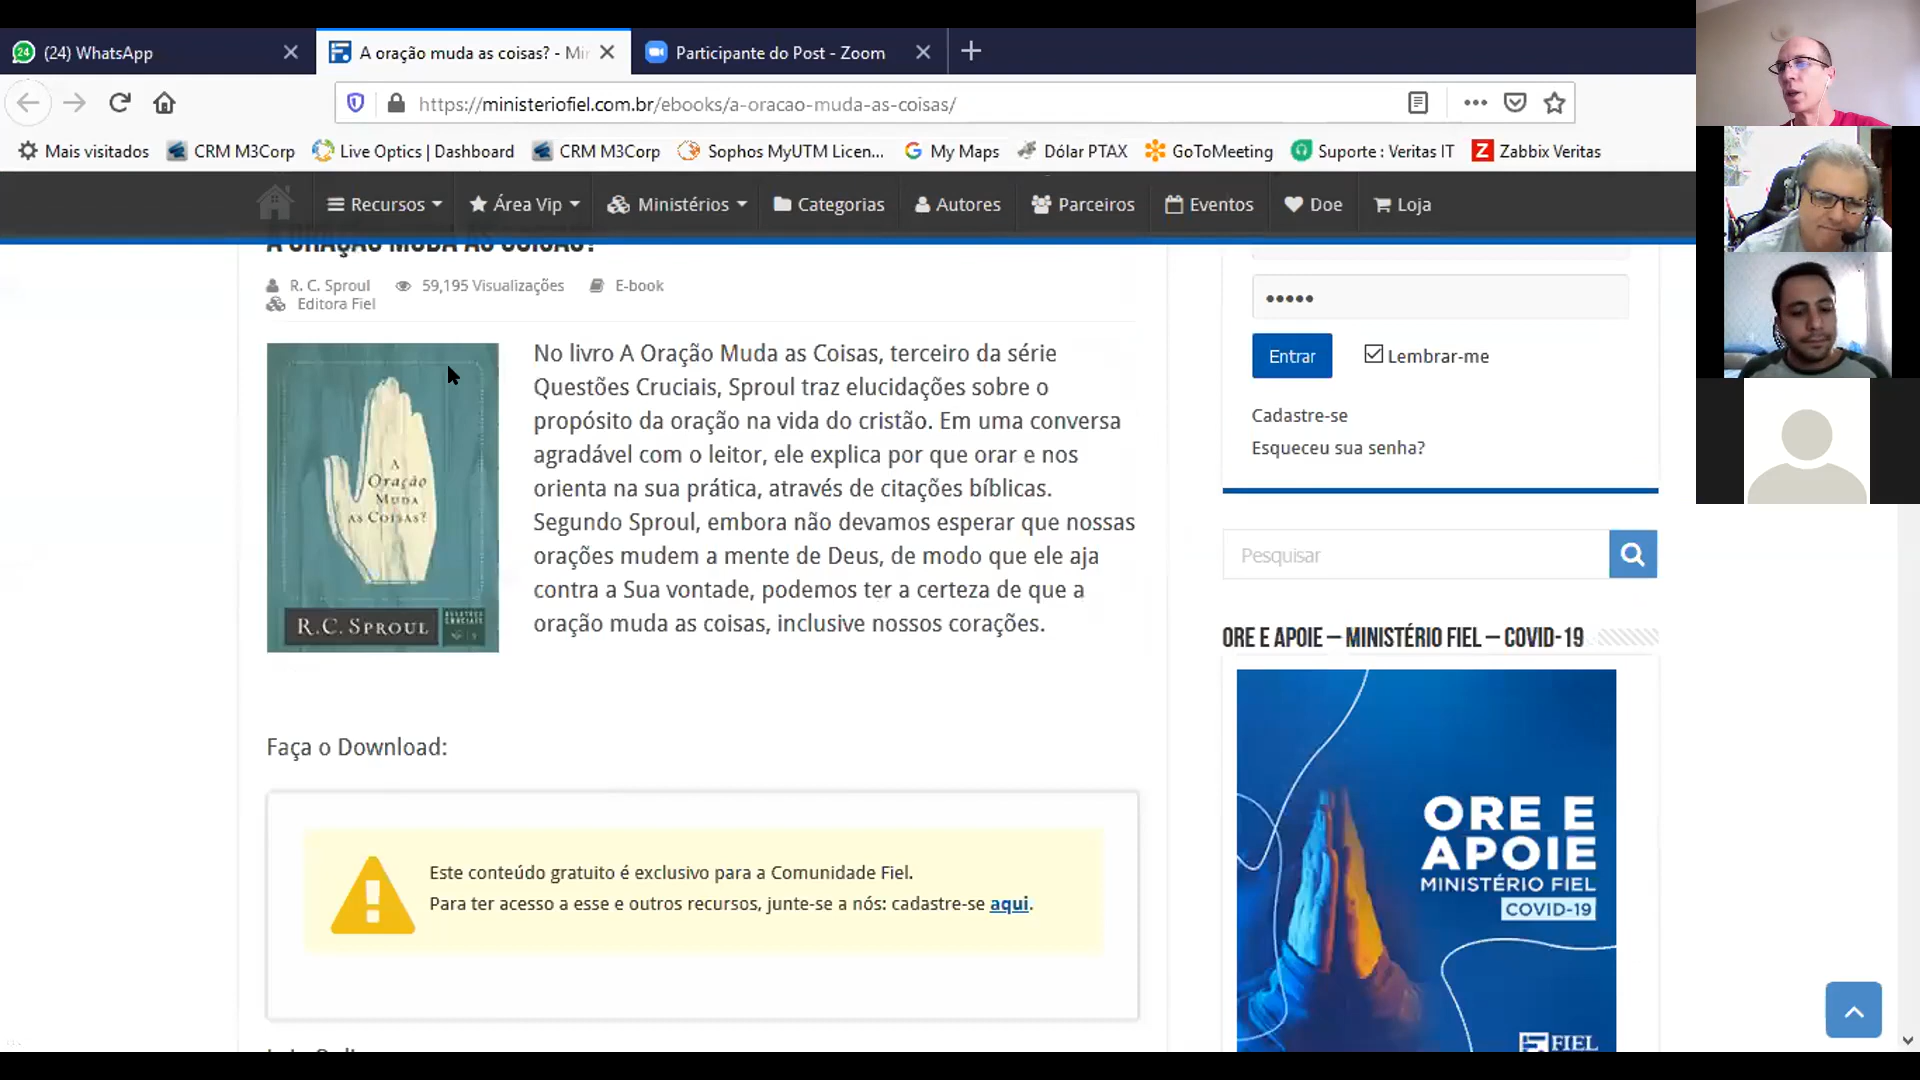 24 (24) WhatsApp
A oração muda as coisas? - Min
Participante do Post - Zoom
https://ministeriofiel.com.br/ebooks/a-oracao-muda-as-coisas/
Mais visitados CRM M3Corp Live Optics | Dashboard CRM M3Corp Sophos MyUTM Licen... My Maps Dólar PTAX GoToMeeting Suporte : Veritas IT Z Zabbix Veritas
Recursos Área Vip Ministérios Categorias Autores Parceiros Eventos Doe Loja
A ORAÇÃO MUDA AS COISAS?
R. C. Sproul 59,195 Visualizações E-book
Editora Fiel
A
Oração
Muda
as Coisas?
R.C. Sproul
No livro A Oração Muda as Coisas, terceiro da série
Questões Cruciais, Sproul traz elucidações sobre o
propósito da oração na vida do cristão. Em uma conversa
agradável com o leitor, ele explica por que orar e nos
orienta na sua prática, através de citações bíblicas.
Segundo Sproul, embora não devamos esperar que nossas
orações mudem a mente de Deus, de modo que ele aja
contra a Sua vontade, podemos ter a certeza de que a
oração muda as coisas, inclusive nossos corações.
Faça o Download:
Este conteúdo gratuito é exclusivo para a Comunidade Fiel.
Para ter acesso a esse e outros recursos, junte-se a nós: cadastre-se aqui.
•••••
Entrar Lembrar-me
Cadastre-se
Esqueceu sua senha?
Pesquisar
ORE E APOIE – MINISTÉRIO FIEL – COVID-19
ORE E
APOIE
MINISTÉRIO FIEL
COVID-19
FIEL